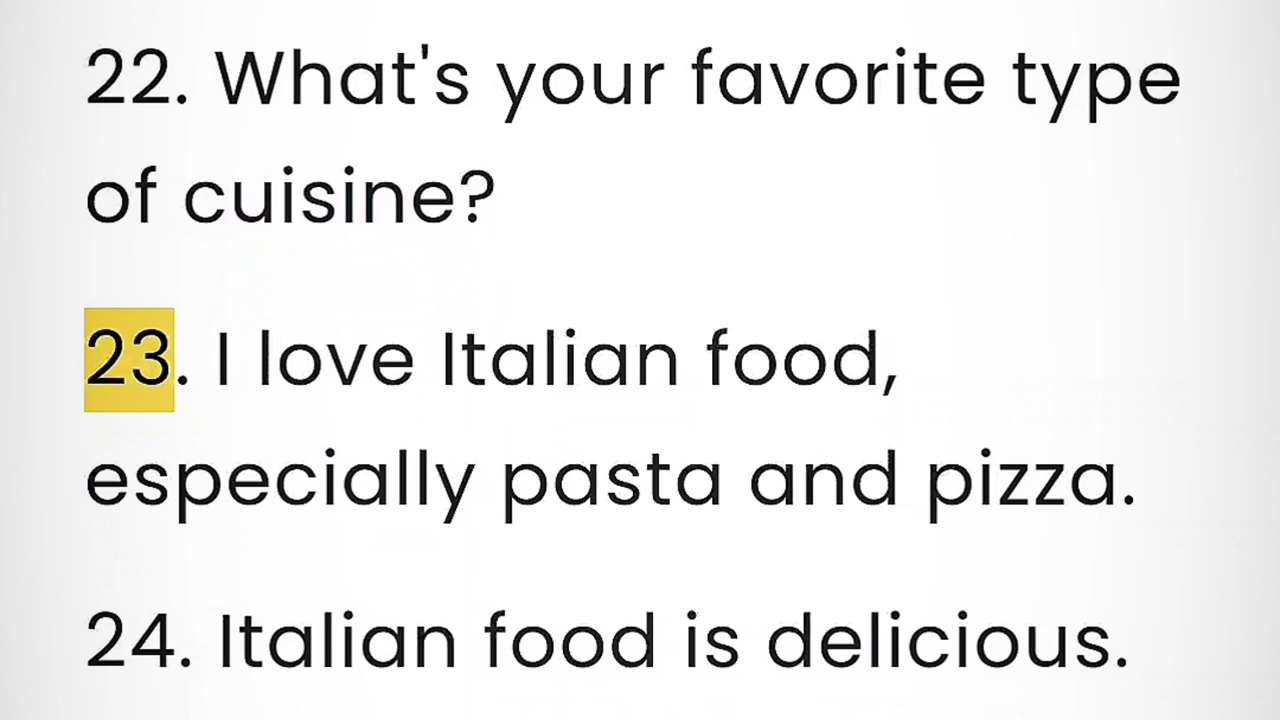 22. What's your favorite type
of cuisine?
23. I love Italian food,
especially pasta and pizza.
24. Italian food is delicious.